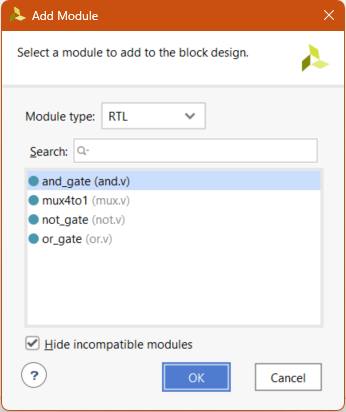 Add Module
Select a module to add to the block design.
Module type: RTL
Search:
and_gate (and.v)
mux4to1 (mux.v)
not_gate (not.v)
or_gate (or.v)
Hide incompatible modules
? OK Cancel